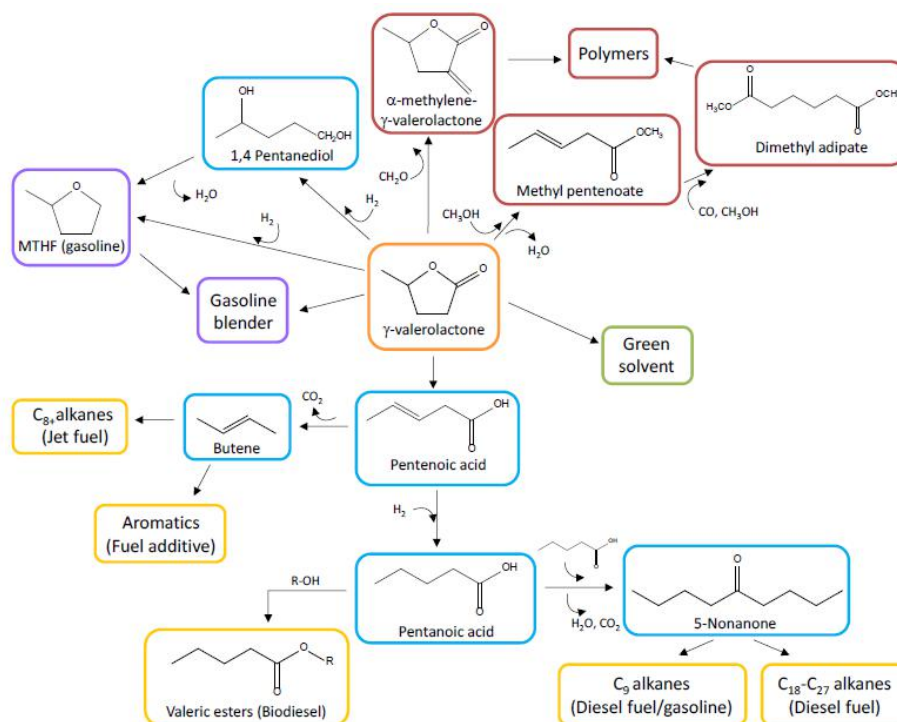 O
O
α-methylene-
γ-valerolactone
Polymers
O
H₃CO
OCH
O
Dimethyl adipate
OH
CH₂OH
1,4 Pentanediol
O
CH₃
O
Methyl pentenoate
CH₂O
H₂O
H₂
CH₃OH
H₂O
CO, CH₃OH
O
MTHF (gasoline)
H₂
Gasoline
blender
O
O
γ-valerolactone
Green
solvent
CO₂
C₈₊alkanes
(Jet fuel)
Butene
OH
O
Pentenoic acid
Aromatics
(Fuel additive)
H₂
OH
O
R-OH
OH
O
Pentanoic acid
H₂O, CO₂
O
5-Nonanone
O
R
O
Valeric esters (Biodiesel)
C₉ alkanes
(Diesel fuel/gasoline)
C₁₈-C₂₇ alkanes
(Diesel fuel)